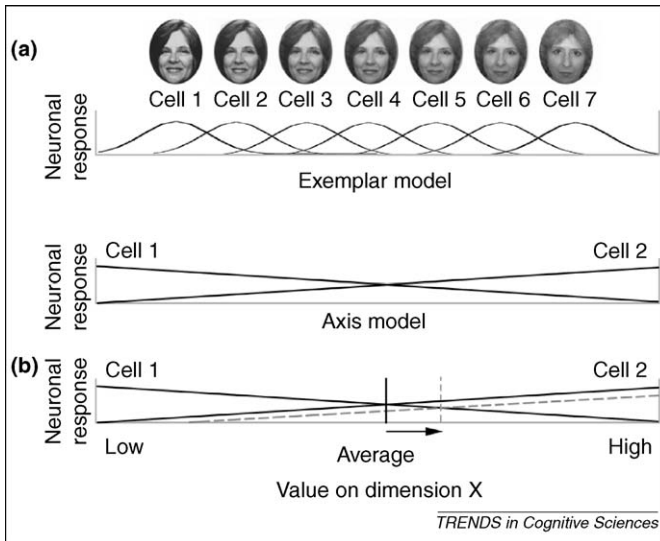 (a)
Cell 1 Cell 2 Cell 3 Cell 4 Cell 5 Cell 6 Cell 7
Neuronal
response
Exemplar model
Cell 1 Cell 2
Neuronal
response
Axis model
(b)
Cell 1 Cell 2
Neuronal
response
Low High
Average
Value on dimension X
TRENDS in Cognitive Sciences